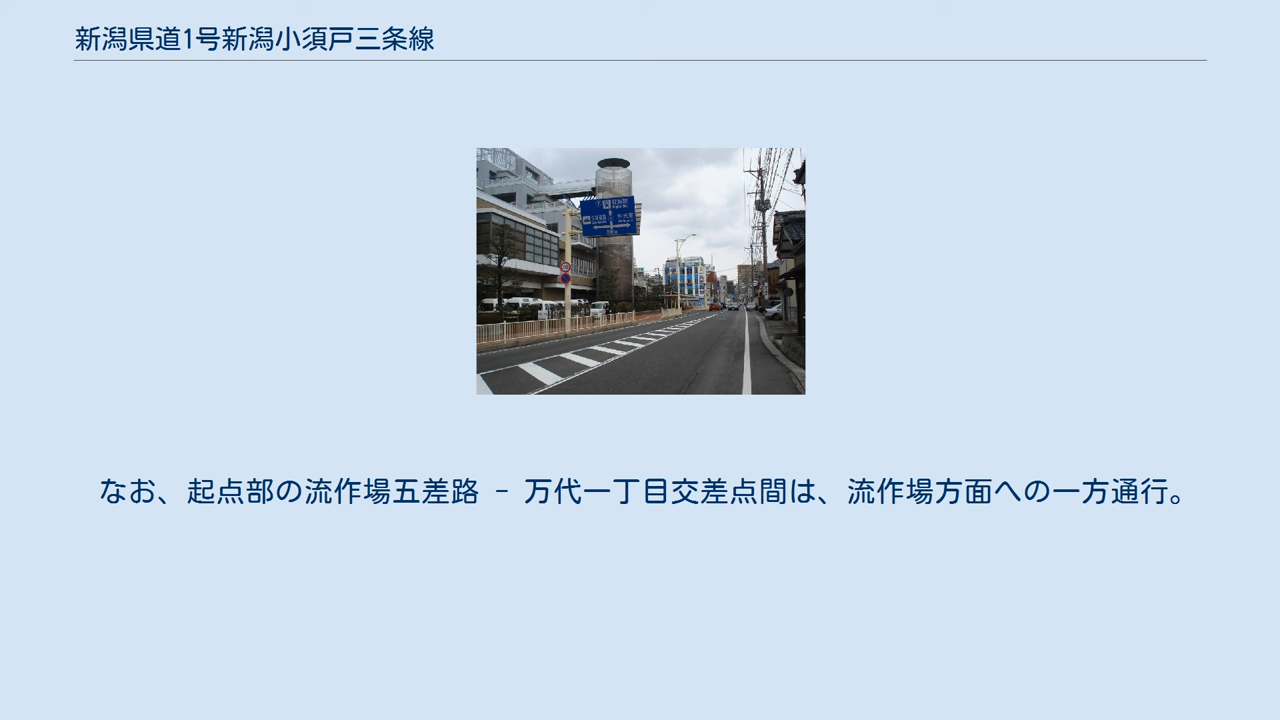 新潟県道1号新潟小須戸三条線
なお、起点部の流作場五差路 − 万代一丁目交差点間は、流作場方面への一方通行。